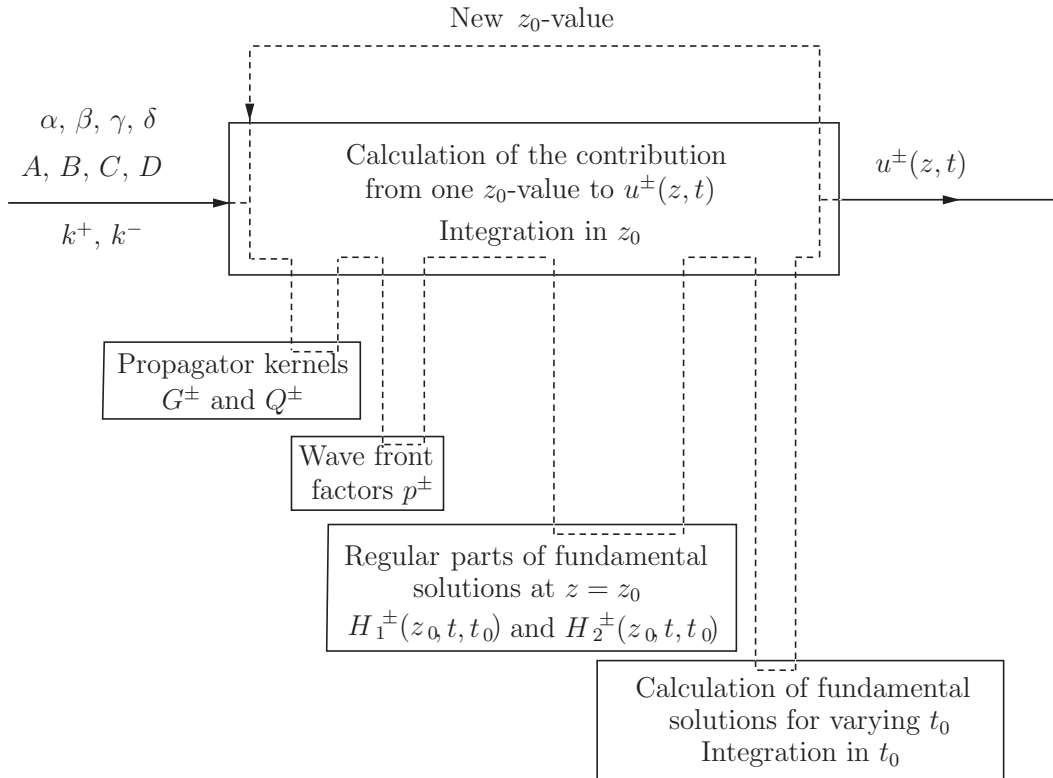 New z₀-value
α, β, γ, δ
A, B, C, D
k⁺, k⁻
Calculation of the contribution
from one z₀-value to u±(z, t)
Integration in z₀
u±(z, t)
Propagator kernels
G± and Q±
Wave front
factors p±
Regular parts of fundamental
solutions at z = z₀
H₁±(z₀, t, t₀) and H₂±(z₀, t, t₀)
Calculation of fundamental
solutions for varying t₀
Integration in t₀